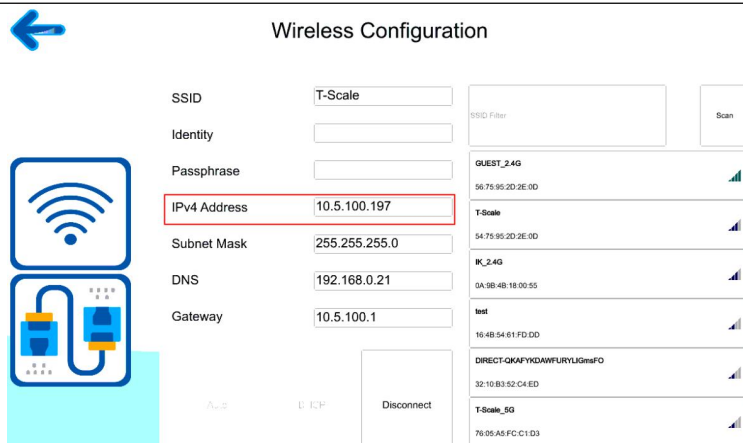 Wireless Configuration
SSID
T-Scale
Identity
Passphrase
IPv4 Address
10.5.100.197
Subnet Mask
255.255.255.0
DNS
192.168.0.21
Gateway
10.5.100.1
DHCP
Disconnect
SSID Filter
Scan
GUEST_2.4G
56:75:95:2D:2E:0D
T-Scale
54:75:95:2D:2E:0D
IK_2.4G
0A:9B:4B:18:00:55
test
16:4B:54:61:FD:DD
DIRECT-QKAFYKDAWFURYLIGmsFO
32:10:B3:52:C4:ED
T-Scale_5G
76:05:A5:FC:C1:D3